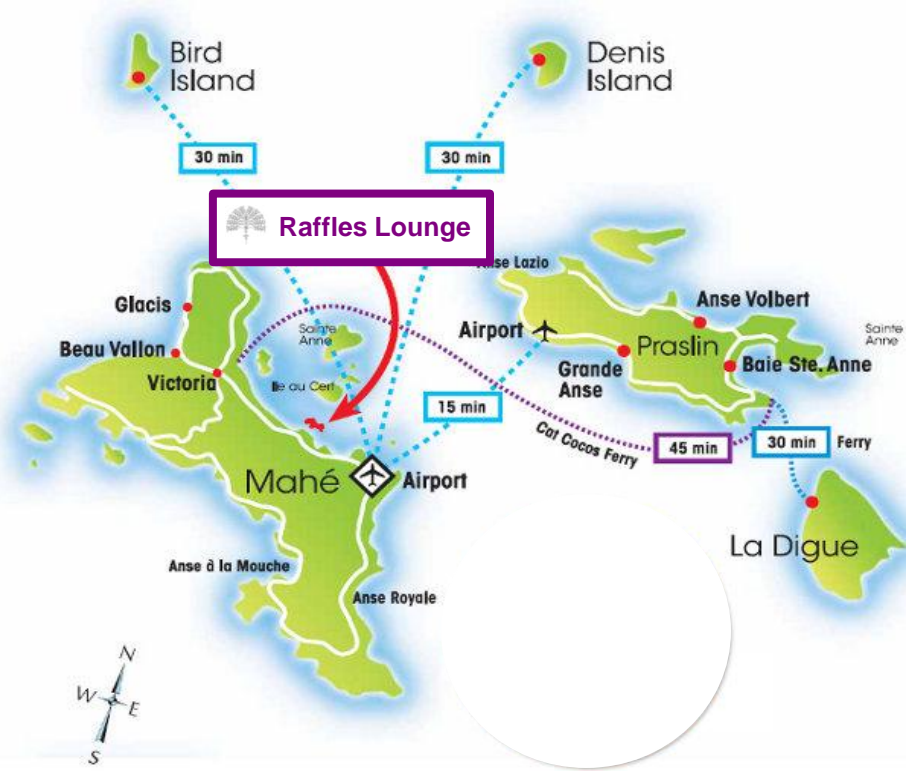 Bird
Island
Denis
Island
30 min
30 min
Raffles Lounge
Anse Lazio
Glacis
Anse Volbert
Sainte
Anne
Airport
Sainte
Anne
Beau Vallon
Praslin
Grande
Anse
Baie Ste. Anne
Victoria
Ile au Cerf
15 min
Cat Cocos Ferry
45 min
30 min
Ferry
Mahé
Airport
La Digue
Anse à la Mouche
Anse Royale
N
W
E
S